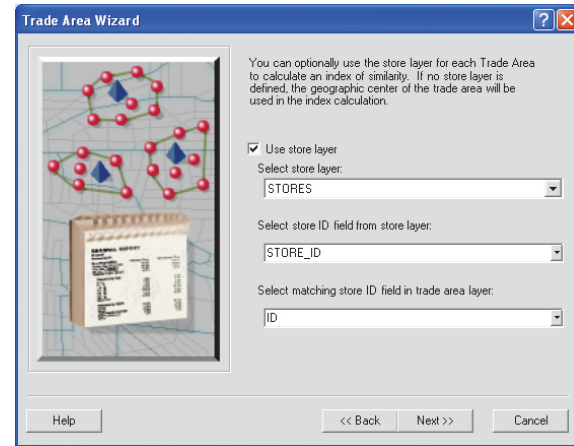 Trade Area Wizard
You can optionally use the store layer for each Trade Area
to calculate an index of similarity. If no store layer is
defined, the geographic center of the trade area will be
used in the index calculation.
Use store layer
Select store layer:
STORES
Select store ID field from store layer:
STORE_ID
Select matching store ID field in trade area layer:
ID
Help
<< Back
Next >>
Cancel